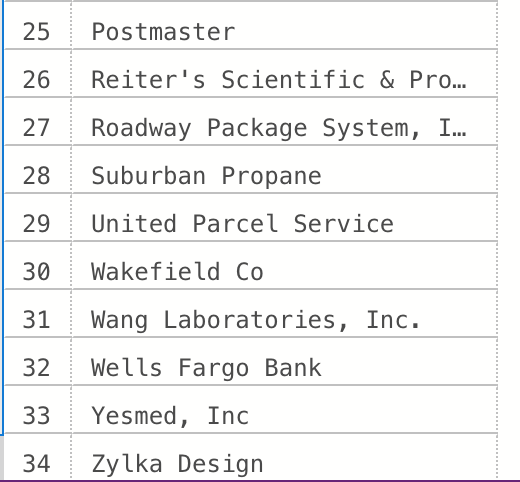 25 Postmaster
26 Reiter's Scientific & Pro…
27 Roadway Package System, I…
28 Suburban Propane
29 United Parcel Service
30 Wakefield Co
31 Wang Laboratories, Inc.
32 Wells Fargo Bank
33 Yesmed, Inc
34 Zylka Design